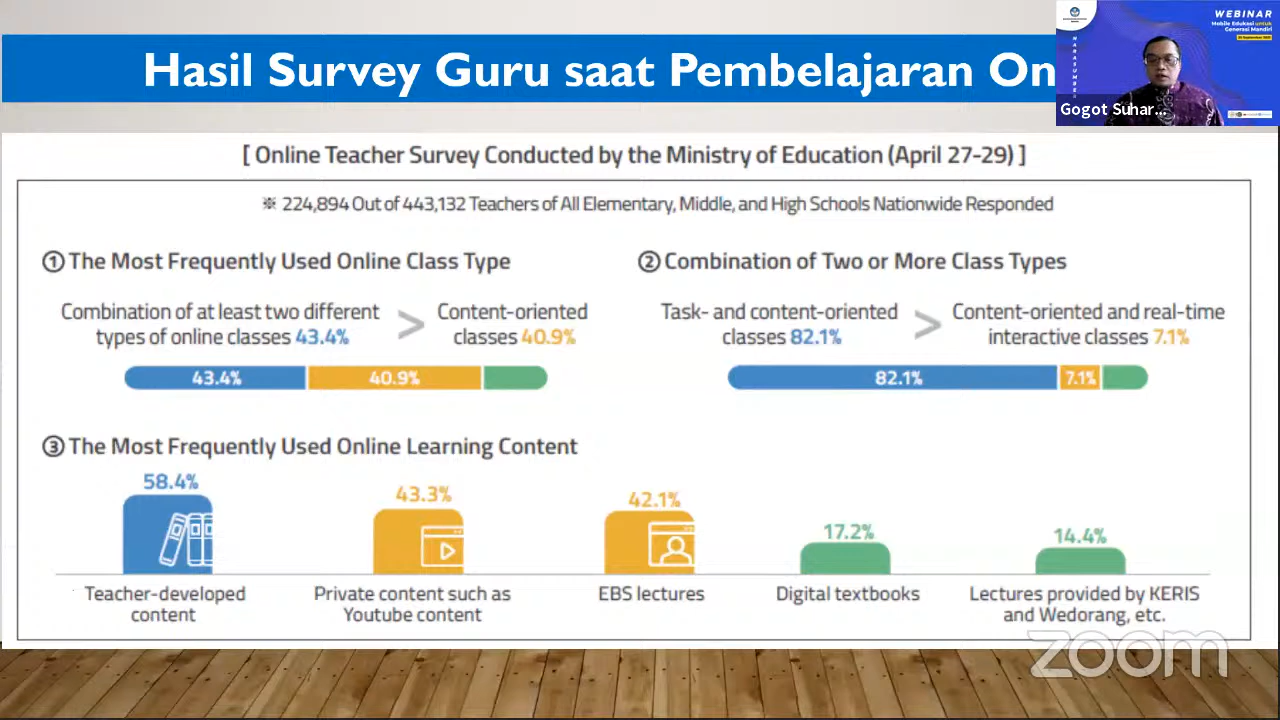 Hasil Survey Guru saat Pembelajaran On
WEBINAR
Mobile Edukasi untuk
Generasi Mandiri
NARASUMBER
Gogot Suhar...
[ Online Teacher Survey Conducted by the Ministry of Education (April 27-29) ]
※ 224,894 Out of 443,132 Teachers of All Elementary, Middle, and High Schools Nationwide Responded
① The Most Frequently Used Online Class Type
Combination of at least two different
types of online classes 43.4%
>
Content-oriented
classes 40.9%
43.4% 40.9%
② Combination of Two or More Class Types
Task- and content-oriented
classes 82.1%
>
Content-oriented and real-time
interactive classes 7.1%
82.1% 7.1%
③ The Most Frequently Used Online Learning Content
58.4%
Teacher-developed
content
43.3%
Private content such as
Youtube content
42.1%
EBS lectures
17.2%
Digital textbooks
14.4%
Lectures provided by KERIS
and Wedorang, etc.
zoom